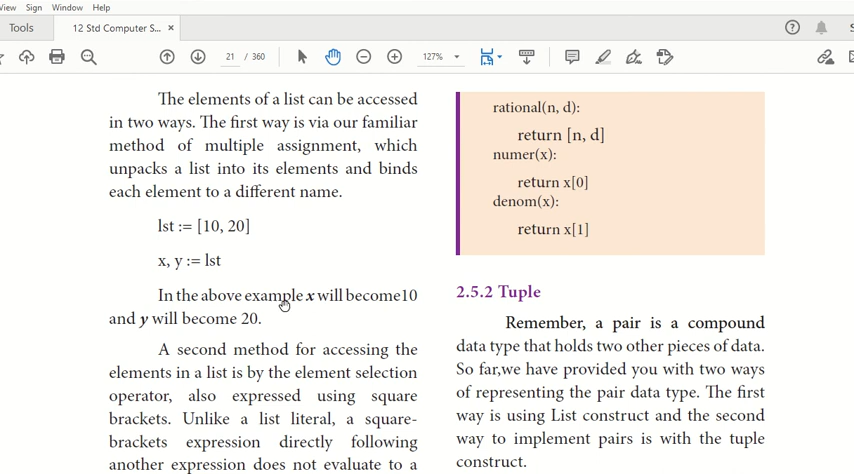 View Sign Window Help
Tools 12 Std Computer S... ×
21 / 360 127%
The elements of a list can be accessed
in two ways. The first way is via our familiar
method of multiple assignment, which
unpacks a list into its elements and binds
each element to a different name.
lst := [10, 20]
x, y := lst
In the above example x will become10
and y will become 20.
A second method for accessing the
elements in a list is by the element selection
operator, also expressed using square
brackets. Unlike a list literal, a square-
brackets expression directly following
another expression does not evaluate to a
rational(n, d):
return [n, d]
numer(x):
return x[0]
denom(x):
return x[1]
2.5.2 Tuple
Remember, a pair is a compound
data type that holds two other pieces of data.
So far,we have provided you with two ways
of representing the pair data type. The first
way is using List construct and the second
way to implement pairs is with the tuple
construct.